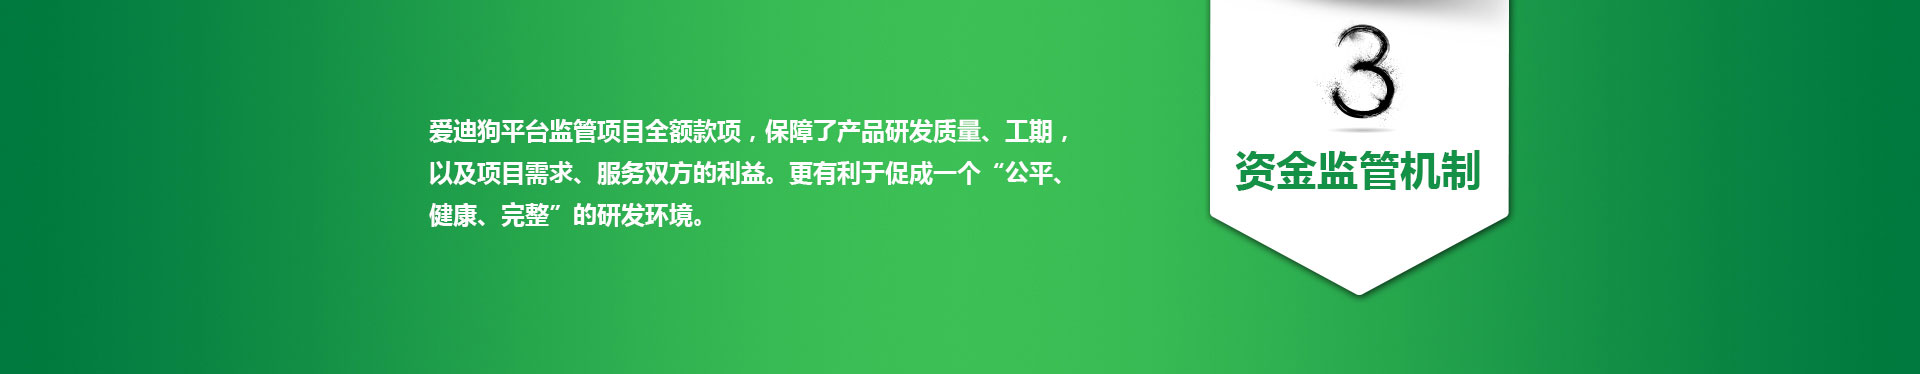 爱迪狗平台监管项目全额款项，保障了产品研发质量、工期，
以及项目需求、服务双方的利益。更有利于促成一个“公平、
健康、完整”的研发环境。
3
资金监管机制